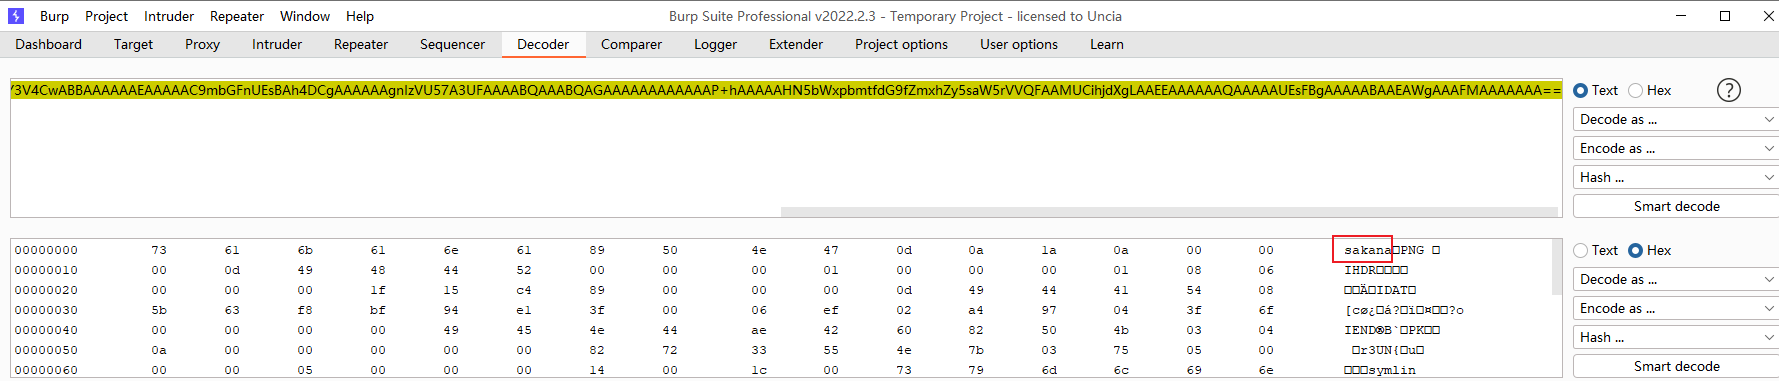 Burp Project Intruder Repeater Window Help Burp Suite Professional v2022.2.3 - Temporary Project - licensed to Uncia
Dashboard Target Proxy Intruder Repeater Sequencer Decoder Comparer Logger Extender Project options User options Learn
/3V4CwABBAAAAAAEAAAAAC9mbGFnUEsBAh4DCgAAAAAAgnIzVU57A3UFAAAABQAAABQAGAAAAAAAAAAAAP+hAAAAAHN5bWxpbmtfdG9fZmxhZy5saW5rVVQFAAMUCihjdXgLAAEEAAAAAAQAAAAAUEsFBgAAAAABAAEAWgAAAFMAAAAAAA==
Text Hex ?
Decode as ...
Encode as ...
Hash ...
Smart decode
00000000 73 61 6b 61 6e 61 89 50 4e 47 0d 0a 1a 0a 00 00 sakana□PNG □
00000010 00 0d 49 48 44 52 00 00 00 01 00 00 00 01 08 06 IHDR□□□□
00000020 00 00 00 1f 15 c4 89 00 00 00 0d 49 44 41 54 08 □□Ä□IDAT□
00000030 5b 63 f8 bf 94 e1 3f 00 06 ef 02 a4 97 04 3f 6f [cø¿□á?□ï□¤□□?o
00000040 00 00 00 00 49 45 4e 44 ae 42 60 82 50 4b 03 04 IEND®B`□PK□□
00000050 0a 00 00 00 00 00 82 72 33 55 4e 7b 03 75 05 00 □r3UN{□u□
00000060 00 00 05 00 00 00 14 00 1c 00 73 79 6d 6c 69 6e □□□symlin
Text Hex
Decode as ...
Encode as ...
Hash ...
Smart decode